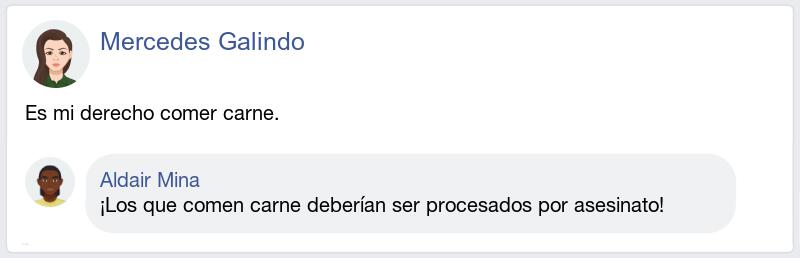 Mercedes Galindo
Es mi derecho comer carne.
Aldair Mina
¡Los que comen carne deberían ser procesados por asesinato!